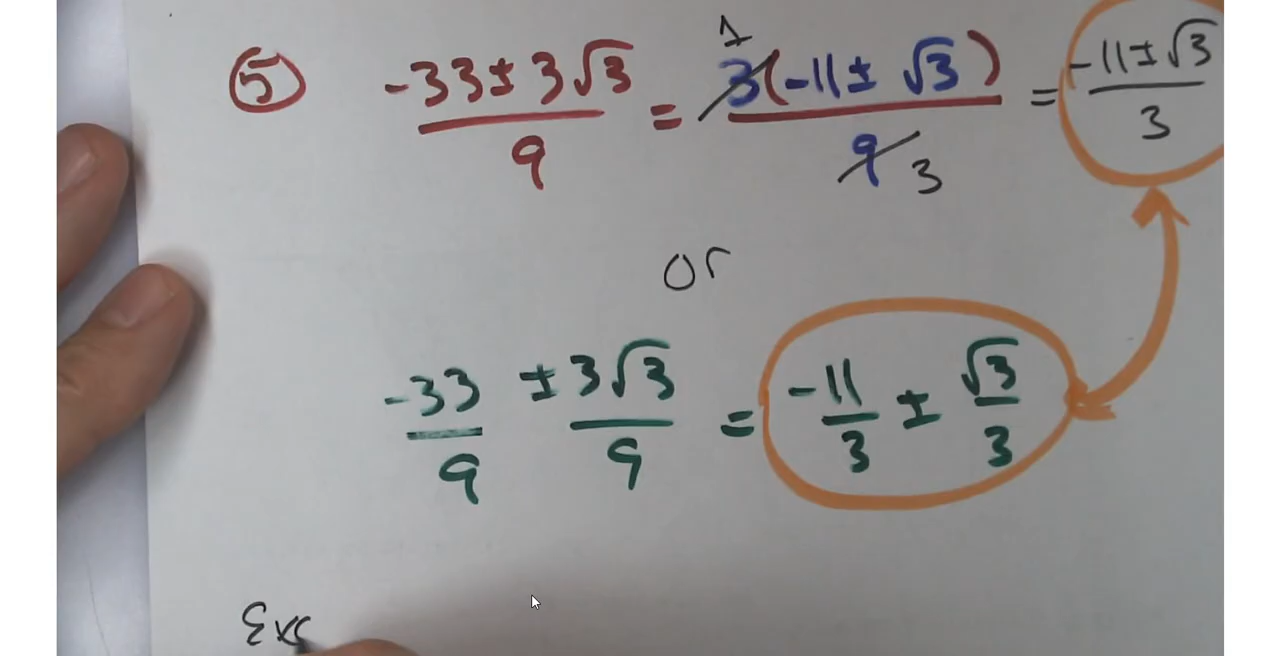 ⑤ -33 ± 3√3 / 9 = 3(-11 ± √3) / 9 1 3 = -11 ± √3 / 3
or
-33 / 9 ± 3√3 / 9 = -11 / 3 ± √3 / 3